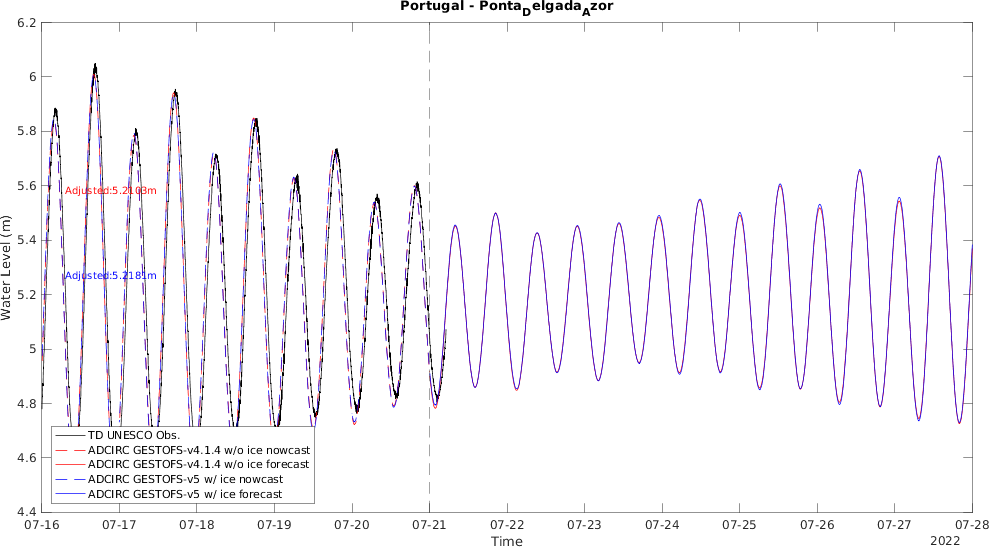 Portugal - PontaDelgadaAzor
6.2
6
5.8
5.6
5.4
5.2
5
4.8
4.6
4.4
Water Level (m)
Adjusted:5.2103m
Adjusted:5.2181m
TD UNESCO Obs.
ADCIRC GESTOFS-v4.1.4 w/o ice nowcast
ADCIRC GESTOFS-v4.1.4 w/o ice forecast
ADCIRC GESTOFS-v5 w/ ice nowcast
ADCIRC GESTOFS-v5 w/ ice forecast
07-16 07-17 07-18 07-19 07-20 07-21 07-22 07-23 07-24 07-25 07-26 07-27 07-28
Time
2022